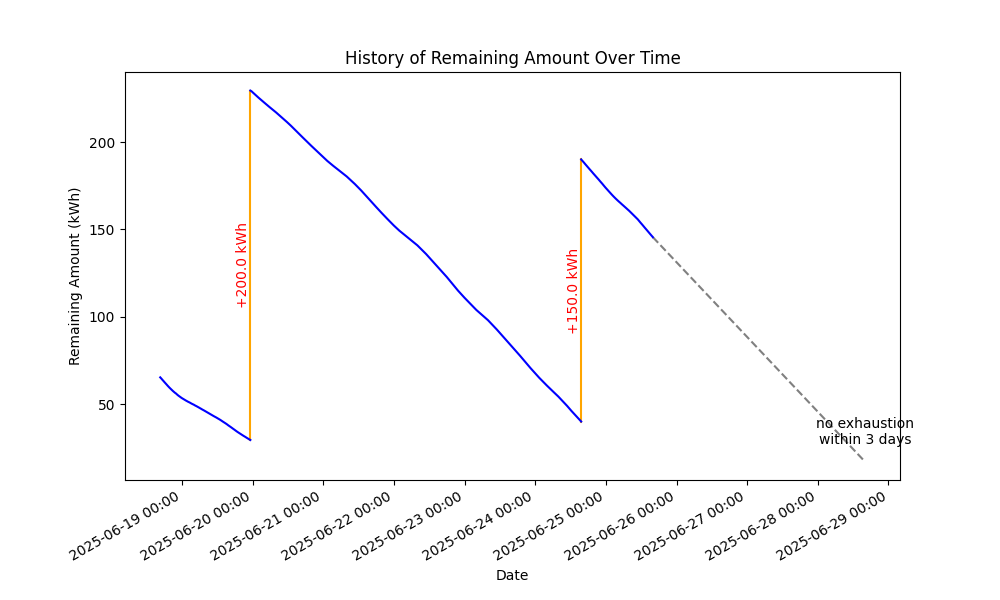 History of Remaining Amount Over Time
Remaining Amount (kWh)
200
150
100
50
+200.0 kWh
+150.0 kWh
no exhaustion
within 3 days
2025-06-19 00:00
2025-06-20 00:00
2025-06-21 00:00
2025-06-22 00:00
2025-06-23 00:00
2025-06-24 00:00
2025-06-25 00:00
2025-06-26 00:00
2025-06-27 00:00
2025-06-28 00:00
2025-06-29 00:00
Date